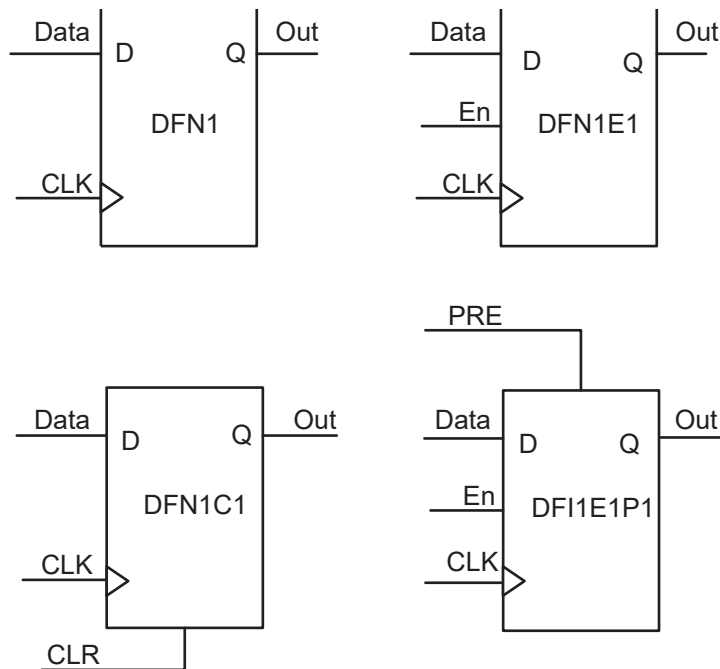 Data
Out
D
Q
DFN1
CLK
Data
Out
D
Q
En
DFN1E1
CLK
Data
Out
D
Q
DFN1C1
CLK
CLR
PRE
Data
Out
D
Q
En
DFI1E1P1
CLK